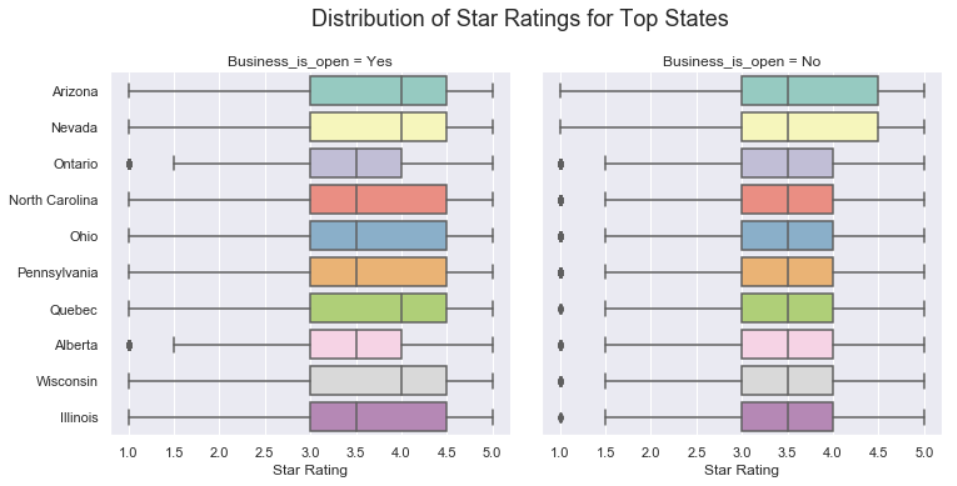 Distribution of Star Ratings for Top States
Business_is_open = Yes
Business_is_open = No
Arizona
Nevada
Ontario
North Carolina
Ohio
Pennsylvania
Quebec
Alberta
Wisconsin
Illinois
1.0 1.5 2.0 2.5 3.0 3.5 4.0 4.5 5.0
Star Rating
1.0 1.5 2.0 2.5 3.0 3.5 4.0 4.5 5.0
Star Rating